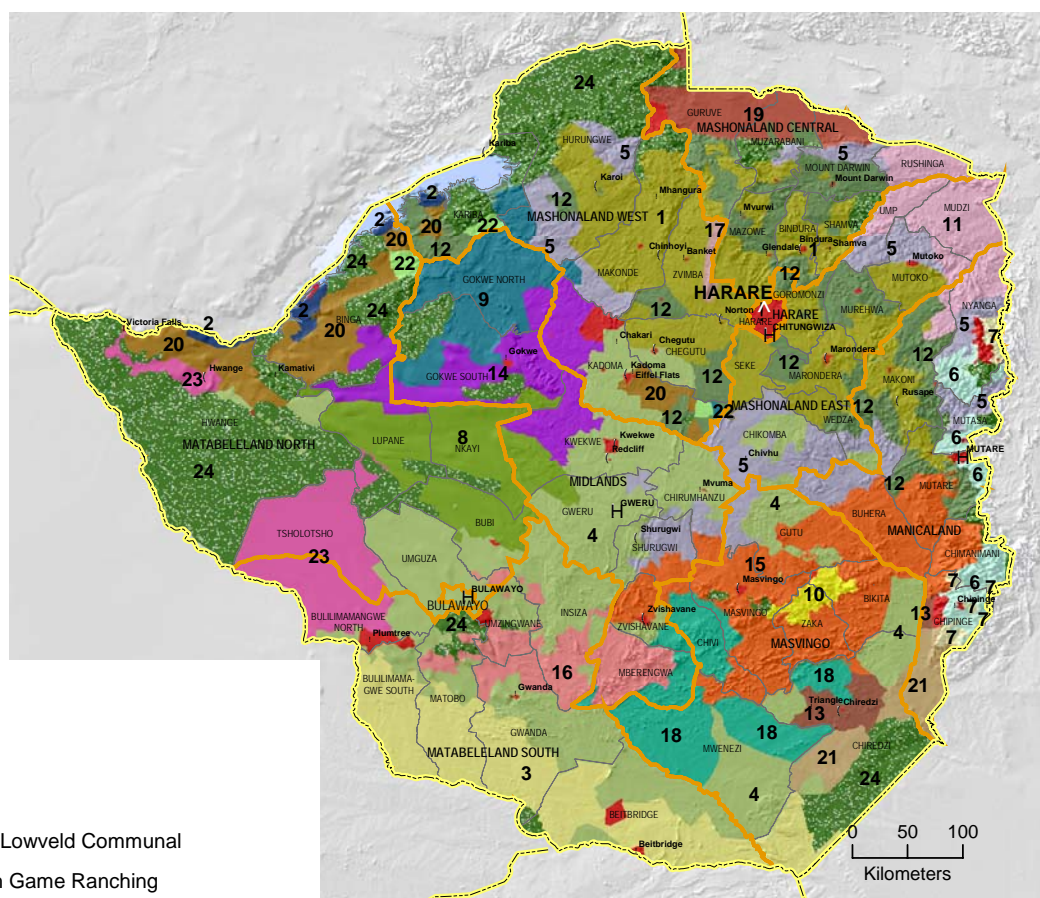 24
GURUVE
19
MASHONALAND CENTRAL
MUZARABANI
Kariba
HURUNGWE
5
5
MOUNT DARWIN
Mount Darwin
RUSHINGA
Karoi
2
12
Mhangura
Mvurwi
UMP
MUDZI
11
KARIBA
MASHONALAND WEST
1
17
MAZOWE
BINDURA
SHAMVA
2
20
22
Bindura
5
20
12
5
Chinhoyi
Banket
Glendale
1
Shamva
Mutoko
24
22
MAKONDE
ZVIMBA
12
MUTOKO
GOKWE NORTH
HARARE
GOROMONZI
9
MUREHWA
NYANGA
2
24
12
Norton
HARARE
HARARE
CHITUNGWIZA
H
5
7
Victoria Falls
2
BINGA
20
Chakari
Chegutu
CHEGUTU
12
20
Gokwe
Marondera
6
Hwange
Kamativi
GOKWE SOUTH
14
KADOMA
Kadoma
Eiffel Flats
12
SEKE
12
MARONDERA
MAKONI
23
20
Rusape
5
HWANGE
12
22
MASHONALAND EAST
12
WEDZA
MUTASA
MATABELELAND NORTH
LUPANE
8
NKAYI
KWEKWE
Kwekwe
Redcliff
CHIKOMBA
6
H
MUTARE
24
5
Chivhu
6
MIDLANDS
Mvuma
12
MUTARE
GWERU
H
GWERU
CHIRUMHANZU
4
BUHERA
TSHOLOTSHO
BUBI
4
Shurugwi
GUTU
MANICALAND
23
UMGUZA
SHURUGWI
15
CHIMANIMANI
Masvingo
7
6
7
BULILIMAMANGWE
NORTH
H
BULAWAYO
BULAWAYO
INSIZA
Zvishavane
10
BIKITA
Chipinge
7
24
UMZINGWANE
ZVISHAVANE
MASVINGO
ZAKA
13
CHIPINGE
7
Plumtree
CHIVI
MASVINGO
4
7
BULILIMAMA-
GWE SOUTH
16
MBERENGWA
18
21
MATOBO
Gwanda
Triangle
Chiredzi
13
GWANDA
18
18
MATABELELAND SOUTH
MWENEZI
21
CHIREDZI
3
24
4
BEITBRIDGE
0
50
100
Lowveld Communal
Beitbridge
Kilometers
Game Ranching